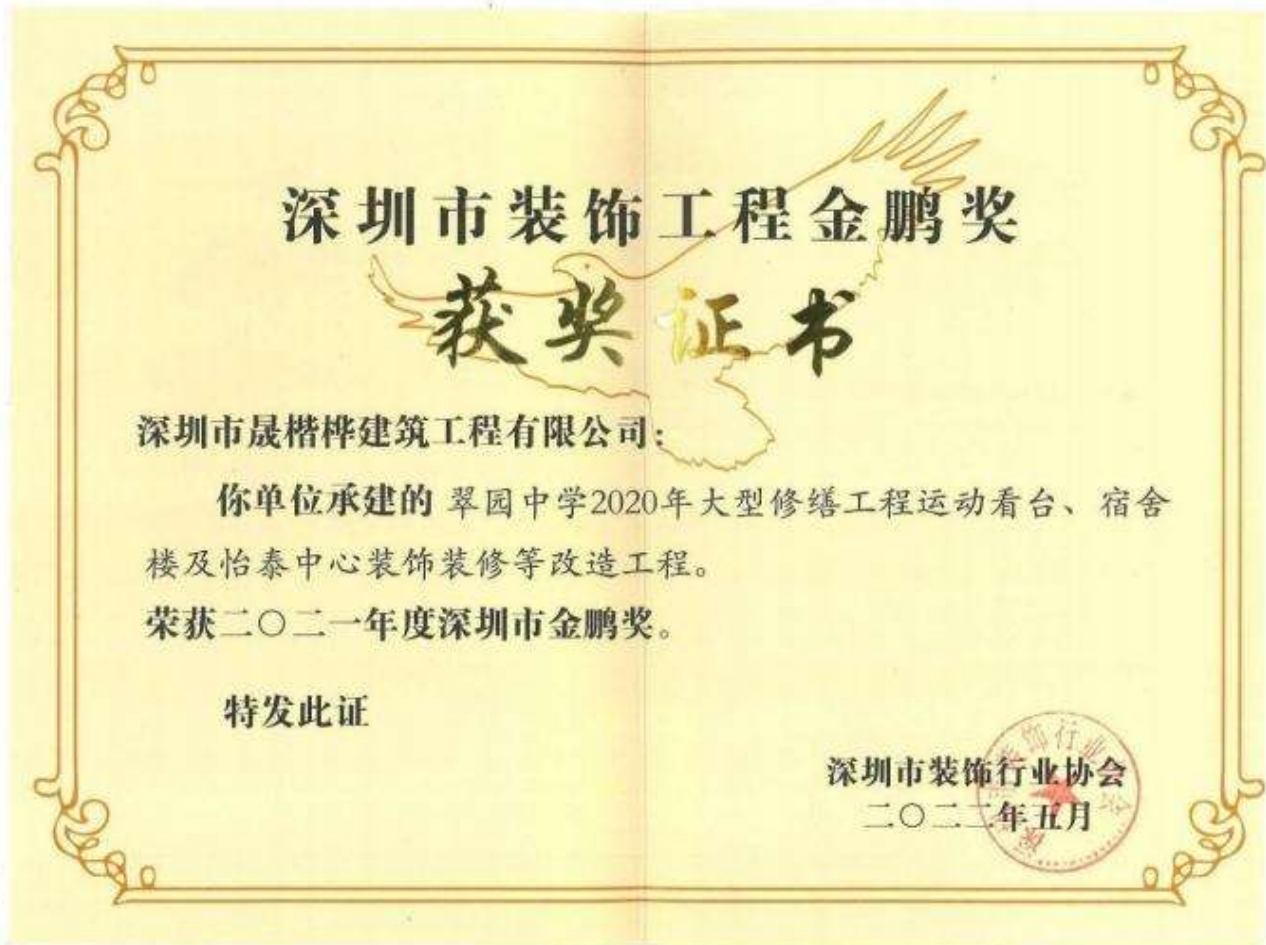 深圳市装饰工程金鹏奖
获奖证书
深圳市晟楷桦建筑工程有限公司：
你单位承建的 翠园中学2020年大型修缮工程运动看台、宿舍
楼及怡泰中心装饰装修等改造工程。
荣获二〇二一年度深圳市金鹏奖。
特发此证
深圳市装饰行业协会
二〇二二年五月